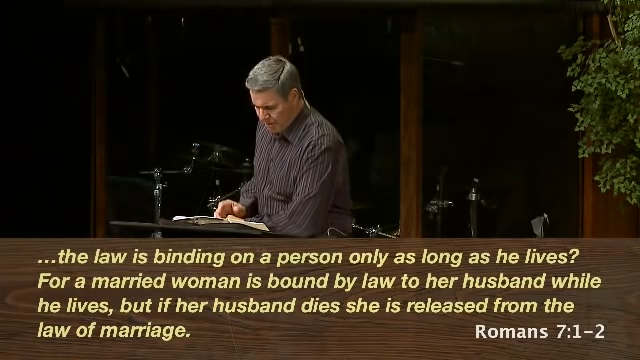 ...the law is binding on a person only as long as he lives?
For a married woman is bound by law to her husband while
he lives, but if her husband dies she is released from the
law of marriage.
Romans 7:1-2